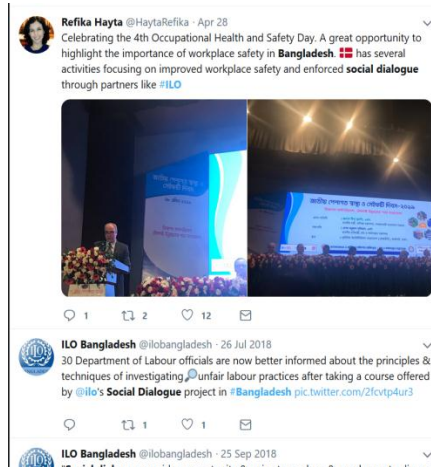 Refika Hayta @HaytaRefika · Apr 28
Celebrating the 4th Occupational Health and Safety Day. A great opportunity to
highlight the importance of workplace safety in Bangladesh. 🇩🇰 has several
activities focusing on improved workplace safety and enforced social dialogue
through partners like #ILO
জাতীয় পেশাগত স্বাস্থ্য ও সেইফটি দিবস-২০১৯
1 2 12
ILO Bangladesh @ilobangladesh · 26 Jul 2018
30 Department of Labour officials are now better informed about the principles &
techniques of investigating🔎unfair labour practices after taking a course offered
by @ilo's Social Dialogue project in #Bangladesh pic.twitter.com/2fcvtp4ur3
1 1
ILO Bangladesh @ilobangladesh · 25 Sep 2018